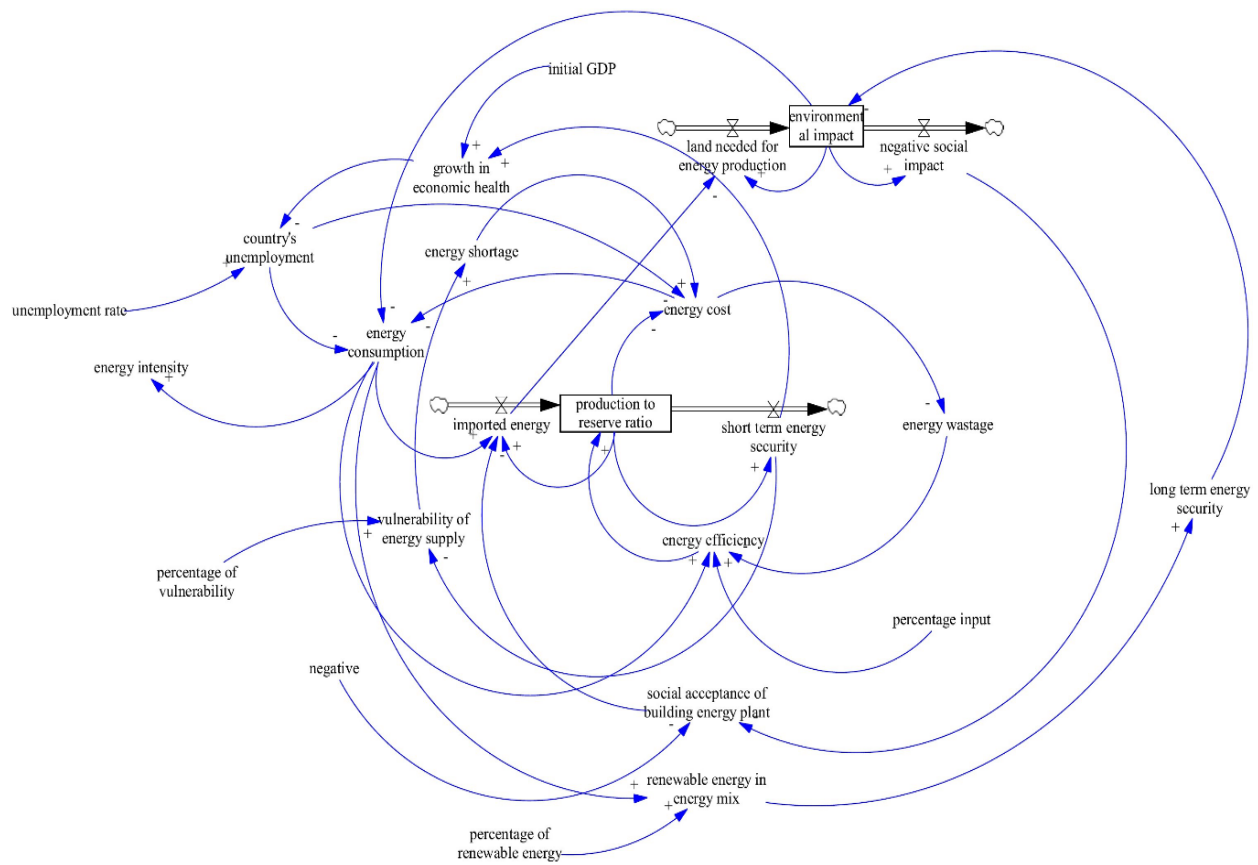 initial GDP
environment
al impact
land needed for
energy production
negative social
impact
growth in
economic health
country's
unemployment
energy shortage
unemployment rate
energy cost
energy
consumption
energy intensity
production to
reserve ratio
imported energy
short term energy
security
energy wastage
long term energy
security
vulnerability of
energy supply
energy efficiency
percentage of
vulnerability
percentage input
negative
social acceptance of
building energy plant
renewable energy in
energy mix
percentage of
renewable energy